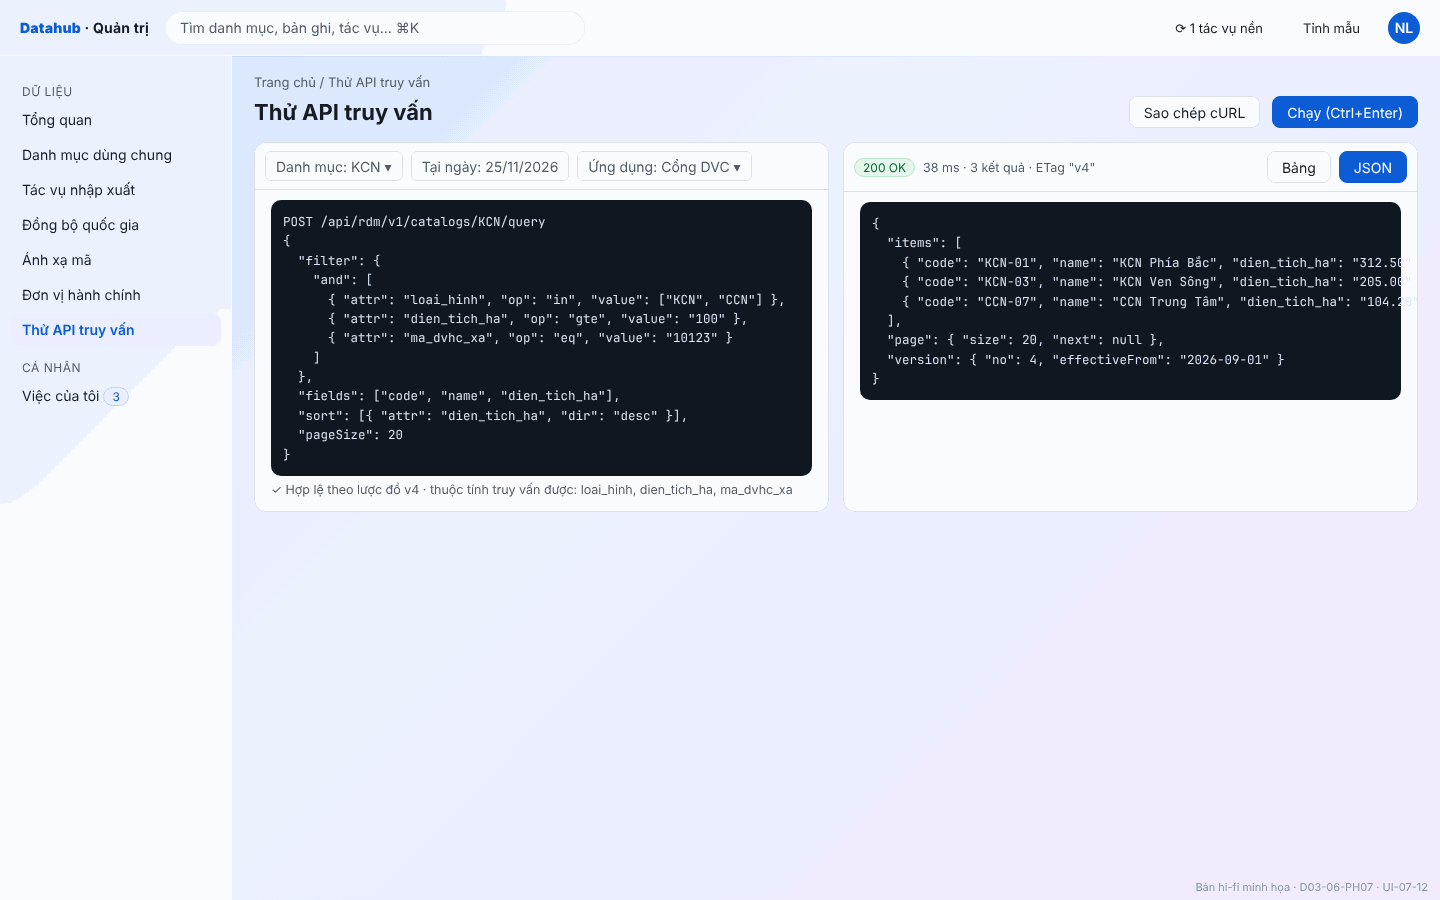 Datahub · Quản trị
Tìm danh mục, bản ghi, tác vụ... ⌘K
⟳ 1 tác vụ nền
Tỉnh mẫu
NL
DỮ LIỆU
Tổng quan
Danh mục dùng chung
Tác vụ nhập xuất
Đồng bộ quốc gia
Ánh xạ mã
Đơn vị hành chính
Thử API truy vấn
CÁ NHÂN
Việc của tôi 3
Trang chủ / Thử API truy vấn
Thử API truy vấn
Sao chép cURL
Chạy (Ctrl+Enter)
Danh mục: KCN ▾
Tại ngày: 25/11/2026
Ứng dụng: Cổng DVC ▾
POST /api/rdm/v1/catalogs/KCN/query
{
  "filter": {
    "and": [
      { "attr": "loai_hinh", "op": "in", "value": ["KCN", "CCN"] },
      { "attr": "dien_tich_ha", "op": "gte", "value": "100" },
      { "attr": "ma_dvhc_xa", "op": "eq", "value": "10123" }
    ]
  },
  "fields": ["code", "name", "dien_tich_ha"],
  "sort": [{ "attr": "dien_tich_ha", "dir": "desc" }],
  "pageSize": 20
}
✓ Hợp lệ theo lược đồ v4 · thuộc tính truy vấn được: loai_hinh, dien_tich_ha, ma_dvhc_xa
200 OK
38 ms · 3 kết quả · ETag "v4"
Bảng
JSON
{
  "items": [
    { "code": "KCN-01", "name": "KCN Phía Bắc", "dien_tich_ha": "312.50"
    { "code": "KCN-03", "name": "KCN Ven Sông", "dien_tich_ha": "205.00"
    { "code": "CCN-07", "name": "CCN Trung Tâm", "dien_tich_ha": "104.20"
  ],
  "page": { "size": 20, "next": null },
  "version": { "no": 4, "effectiveFrom": "2026-09-01" }
}
Bản hi-fi minh họa · D03-06-PH07 · UI-07-12